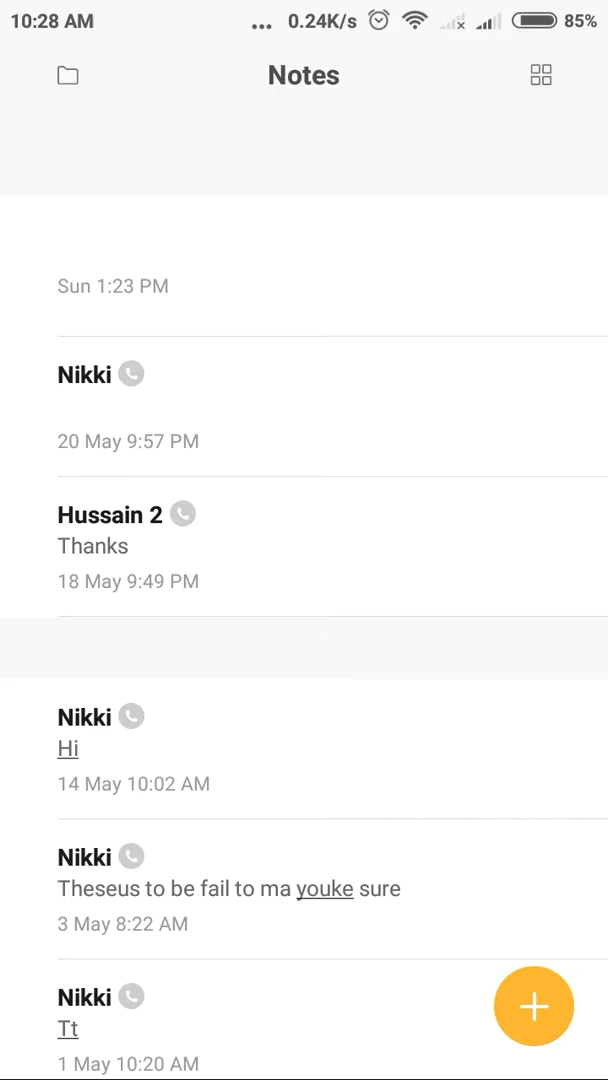 10:28 AM ... 0.24K/s 85%
Notes
Sun 1:23 PM
Nikki
20 May 9:57 PM
Hussain 2
Thanks
18 May 9:49 PM
Nikki
Hi
14 May 10:02 AM
Nikki
Theseus to be fail to ma youke sure
3 May 8:22 AM
Nikki
Tt
1 May 10:20 AM